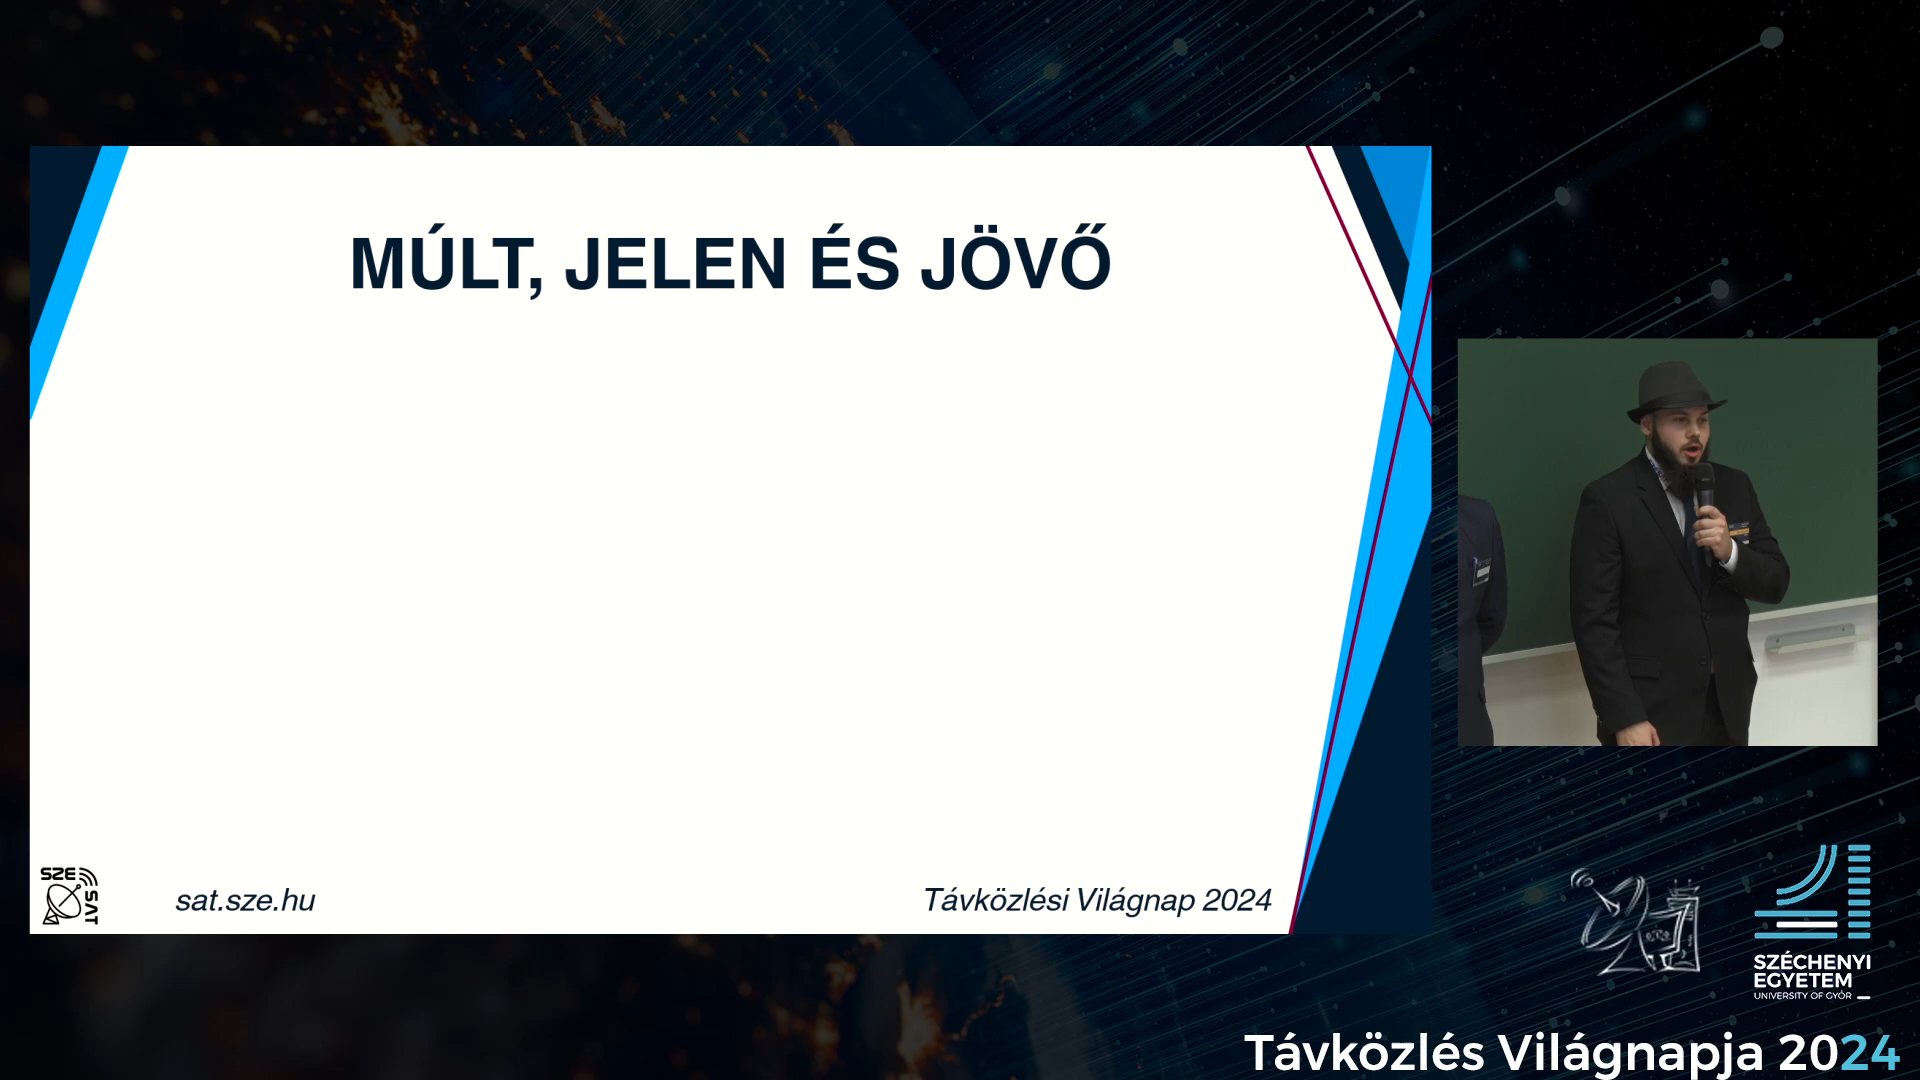 MÚLT, JELEN ÉS JÖVŐ
SZE
SAT
sat.sze.hu
Távközlési Világnap 2024
SZÉCHENYI
EGYETEM
UNIVERSITY OF GYŐR
Távközlés Világnapja 2024